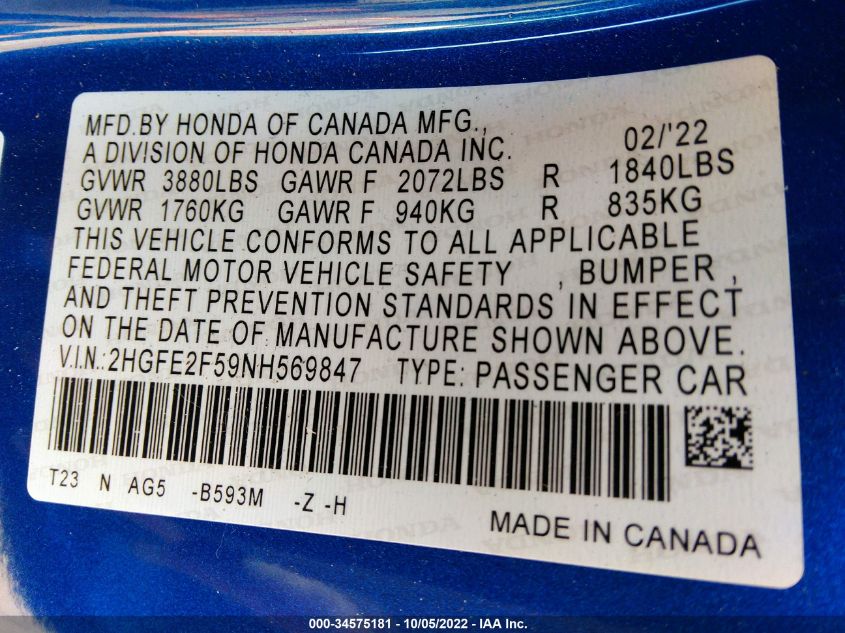 MFD.BY HONDA OF CANADA MFG.,
A DIVISION OF HONDA CANADA INC. 02/'22
GVWR 3880LBS GAWR F 2072LBS R 1840LBS
GVWR 1760KG GAWR F 940KG R 835KG
THIS VEHICLE CONFORMS TO ALL APPLICABLE
FEDERAL MOTOR VEHICLE SAFETY , BUMPER ,
AND THEFT PREVENTION STANDARDS IN EFFECT
ON THE DATE OF MANUFACTURE SHOWN ABOVE.
V.I.N.: 2HGFE2F59NH569847 TYPE: PASSENGER CAR
T23 N AG5 -B593M -Z -H
MADE IN CANADA
000-34575181 - 10/05/2022 - IAA Inc.